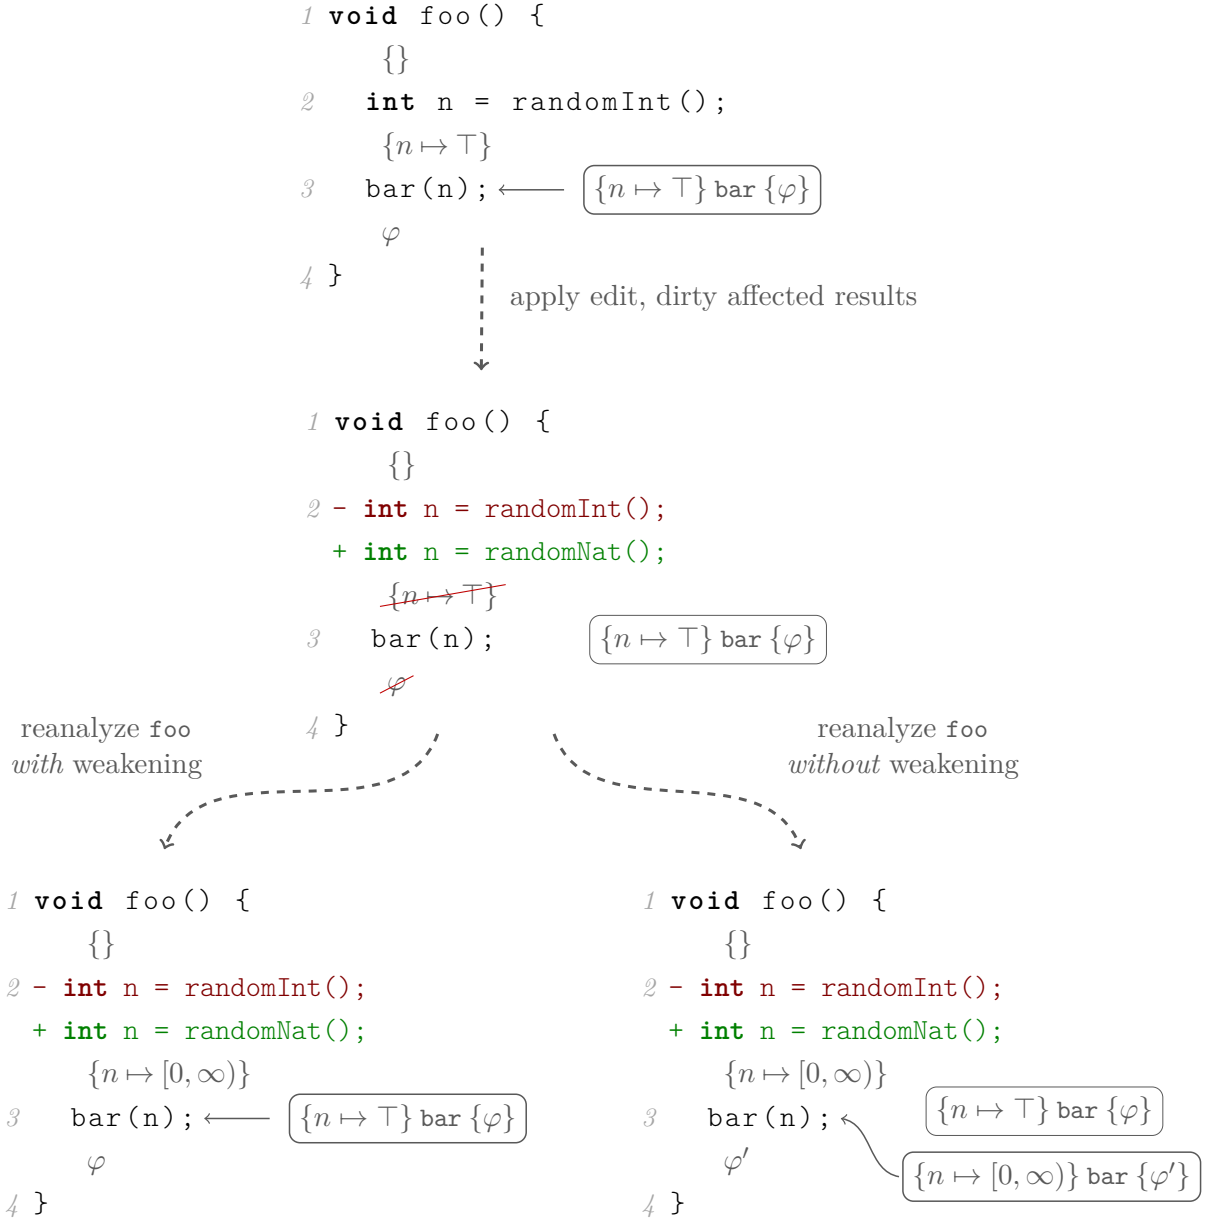 1 void foo() {
{}
2 int n = randomInt();
{n ↦ ⊤}
3 bar(n); ⟵ {n ↦ ⊤} bar {φ}
φ
4 }
apply edit, dirty affected results
1 void foo() {
{}
2 - int n = randomInt();
+ int n = randomNat();
{n ↦ ⊤}
3 bar(n); {n ↦ ⊤} bar {φ}
φ
4 }
reanalyze foo
with weakening
reanalyze foo
without weakening
1 void foo() {
{}
2 - int n = randomInt();
+ int n = randomNat();
{n ↦ [0, ∞)}
3 bar(n); ⟵ {n ↦ ⊤} bar {φ}
φ
4 }
1 void foo() {
{}
2 - int n = randomInt();
+ int n = randomNat();
{n ↦ [0, ∞)}
3 bar(n); {n ↦ ⊤} bar {φ}
φ′ {n ↦ [0, ∞)} bar {φ′}
4 }